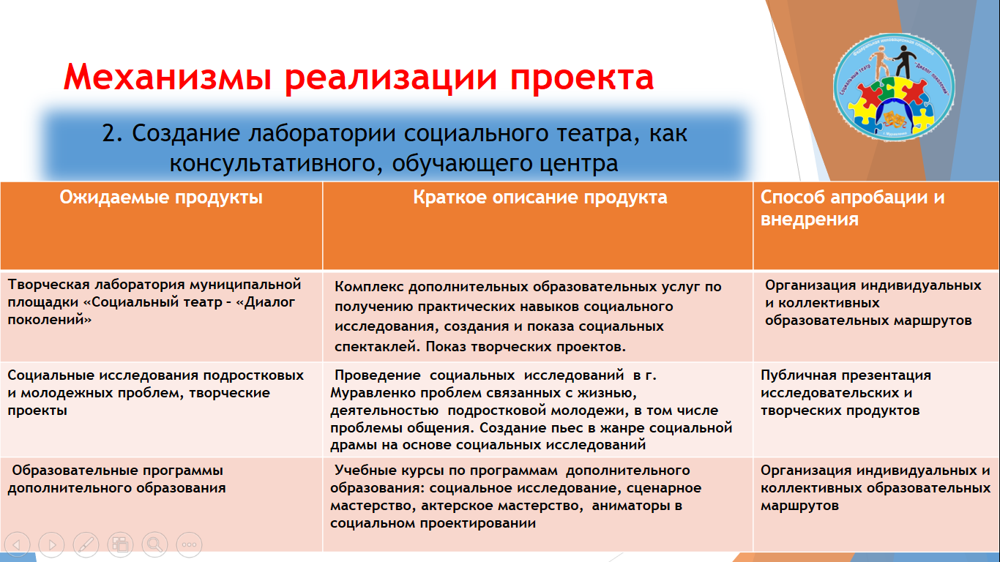 Механизмы реализации проекта
Федеральная инновационная площадка
Социальный театр
"Диалог поколений"
г. Муравленко
2. Создание лаборатории социального театра, как
консультативного, обучающего центра
Ожидаемые продукты
Краткое описание продукта
Способ апробации и
внедрения
Творческая лаборатория муниципальной
площадки «Социальный театр – «Диалог
поколений»
Комплекс дополнительных образовательных услуг по
получению практических навыков социального
исследования, создания и показа социальных
спектаклей. Показ творческих проектов.
Организация индивидуальных
и коллективных
образовательных маршрутов
Социальные исследования подростковых
и молодежных проблем, творческие
проекты
Проведение социальных исследований в г.
Муравленко проблем связанных с жизнью,
деятельностью подростковой молодежи, в том числе
проблемы общения. Создание пьес в жанре социальной
драмы на основе социальных исследований
Публичная презентация
исследовательских и
творческих продуктов
Образовательные программы
дополнительного образования
Учебные курсы по программам дополнительного
образования: социальное исследование, сценарное
мастерство, актерское мастерство, аниматоры в
социальном проектировании
Организация индивидуальных и
коллективных образовательных
маршрутов